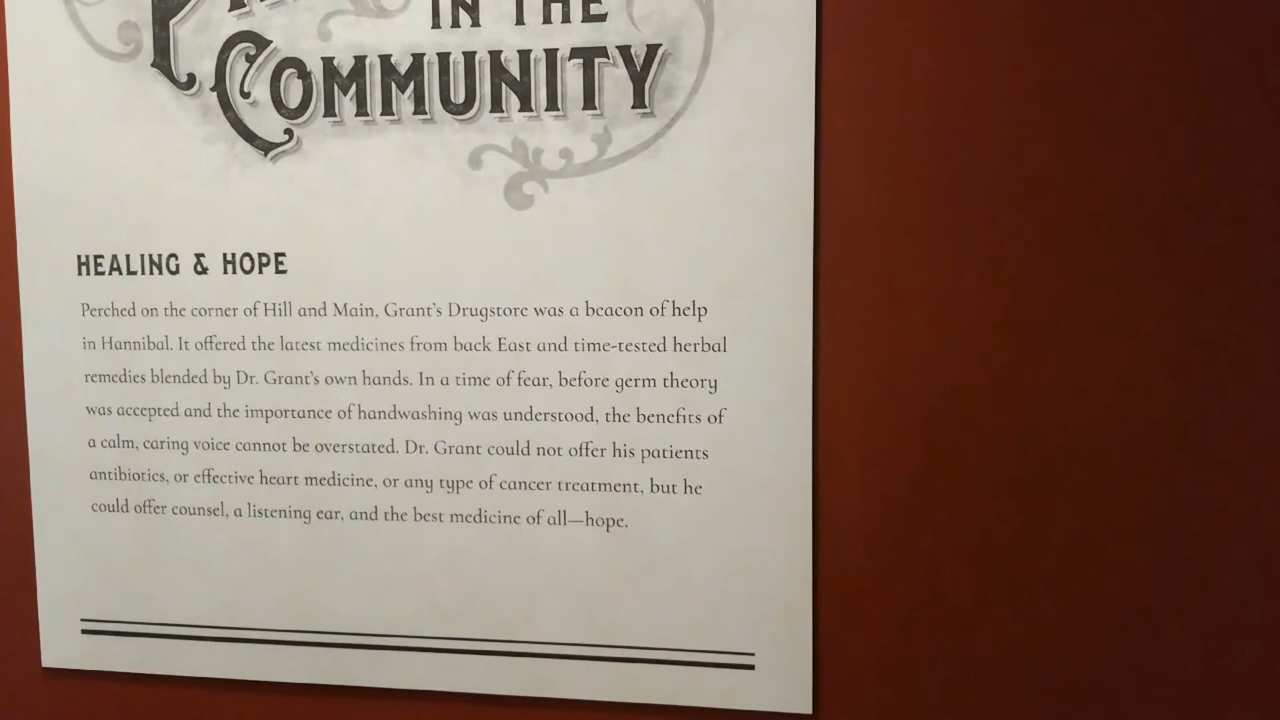 IN THE
COMMUNITY
HEALING & HOPE
Perched on the corner of Hill and Main, Grant's Drugstore was a beacon of help
in Hannibal. It offered the latest medicines from back East and time-tested herbal
remedies blended by Dr. Grant's own hands. In a time of fear, before germ theory
was accepted and the importance of handwashing was understood, the benefits of
a calm, caring voice cannot be overstated. Dr. Grant could not offer his patients
antibiotics, or effective heart medicine, or any type of cancer treatment, but he
could offer counsel, a listening ear, and the best medicine of all—hope.